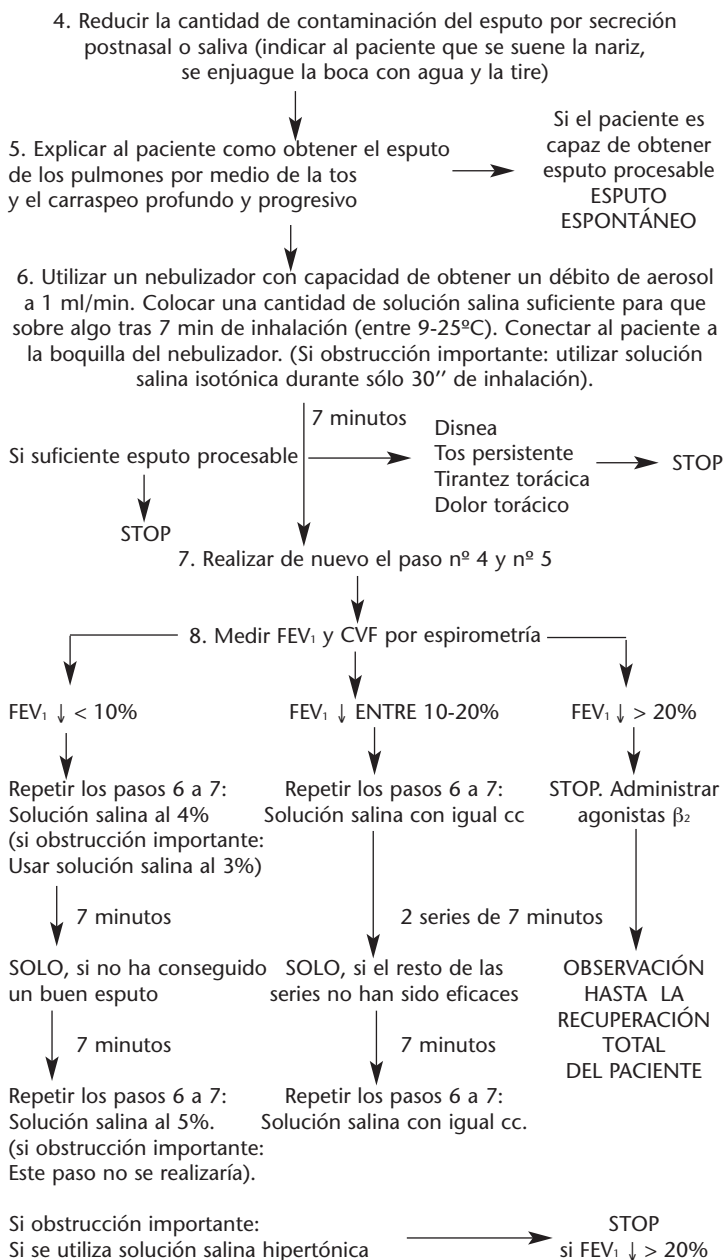 4. Reducir la cantidad de contaminación del esputo por secreción
postnasal o saliva (indicar al paciente que se suene la nariz,
se enjuague la boca con agua y la tire)
5. Explicar al paciente como obtener el esputo
de los pulmones por medio de la tos
y el carraspeo profundo y progresivo
Si el paciente es
capaz de obtener
esputo procesable
ESPUTO
ESPONTÁNEO
6. Utilizar un nebulizador con capacidad de obtener un débito de aerosol
a 1 ml/min. Colocar una cantidad de solución salina suficiente para que
sobre algo tras 7 min de inhalación (entre 9-25ºC). Conectar al paciente a
la boquilla del nebulizador. (Si obstrucción importante: utilizar solución
salina isotónica durante sólo 30’’ de inhalación).
7 minutos
Si suficiente esputo procesable
STOP
Disnea
Tos persistente
Tirantez torácica
Dolor torácico
STOP
7. Realizar de nuevo el paso nº 4 y nº 5
8. Medir FEV₁ y CVF por espirometría
FEV₁ ↓ < 10%
Repetir los pasos 6 a 7:
Solución salina al 4%
(si obstrucción importante:
Usar solución salina al 3%)
7 minutos
SOLO, si no ha conseguido
un buen esputo
7 minutos
Repetir los pasos 6 a 7:
Solución salina al 5%.
(si obstrucción importante:
Este paso no se realizaría).
FEV₁ ↓ ENTRE 10-20%
Repetir los pasos 6 a 7:
Solución salina con igual cc
2 series de 7 minutos
SOLO, si el resto de las
series no han sido eficaces
7 minutos
Repetir los pasos 6 a 7:
Solución salina con igual cc.
FEV₁ ↓ > 20%
STOP. Administrar
agonistas β₂
OBSERVACIÓN
HASTA LA
RECUPERACIÓN
TOTAL
DEL PACIENTE
Si obstrucción importante:
Si se utiliza solución salina hipertónica
STOP
si FEV₁ ↓ > 20%